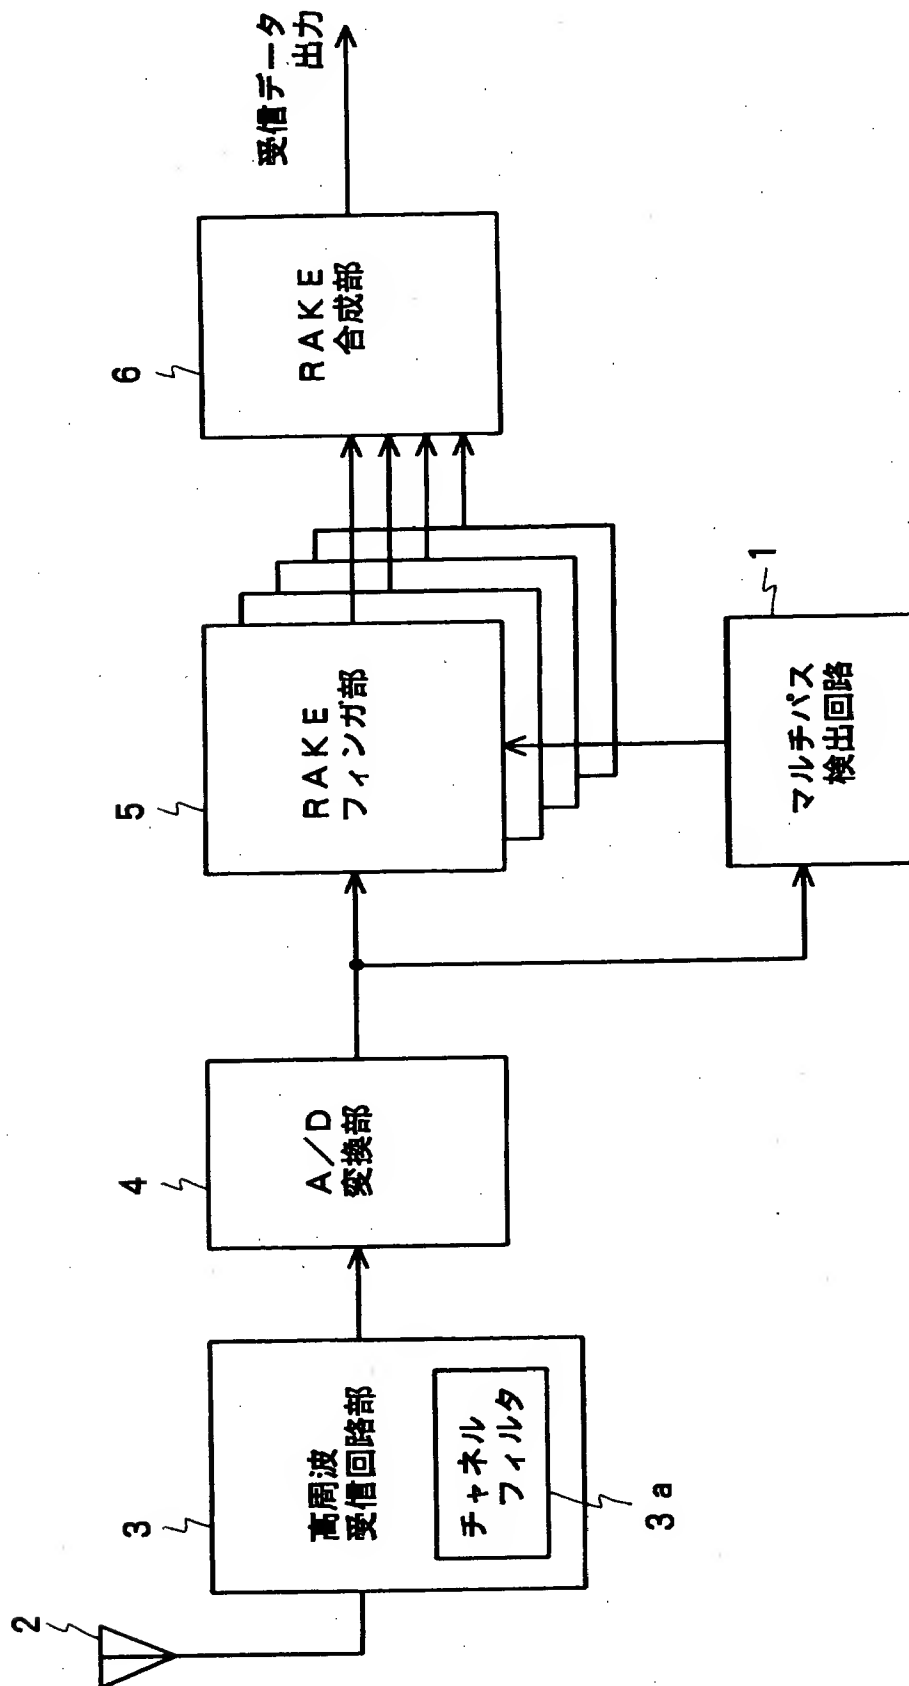 2
3
高周波
受信回路部
チャネル
フィルタ
3a
4
A/D
変換部
5
RAKE
フィンガ部
1
マルチパス
検出回路
6
RAKE
合成部
受信データ
出力